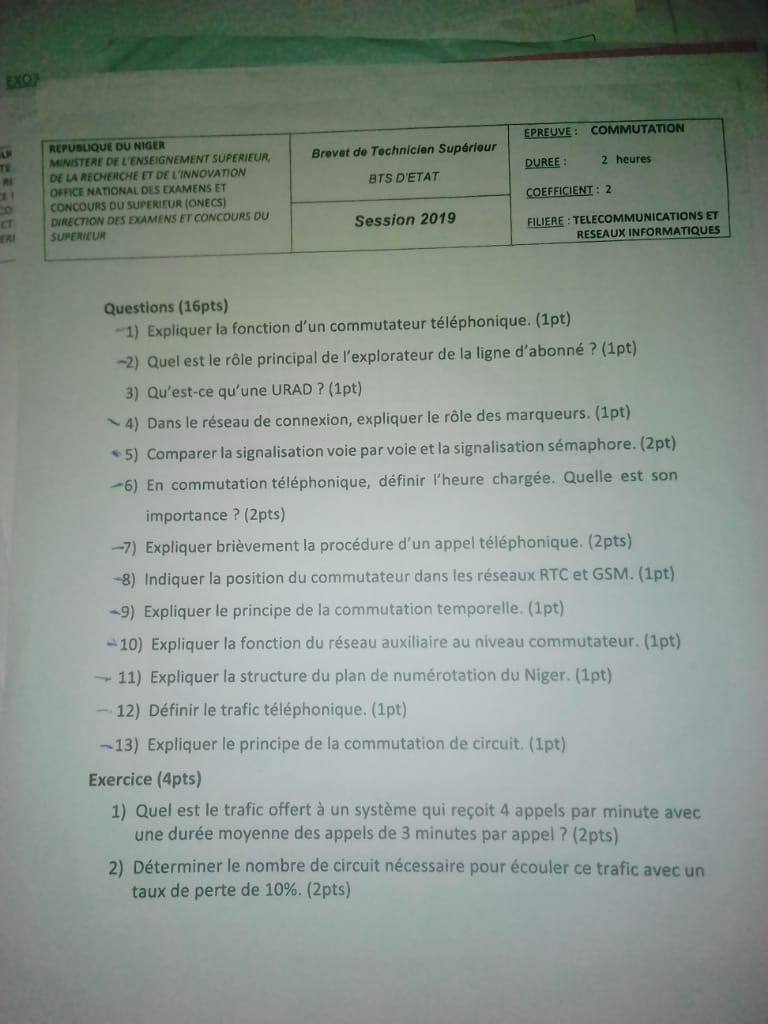 EXO3
REPUBLIQUE DU NIGER
MINISTERE DE L'ENSEIGNEMENT SUPERIEUR,
DE LA RECHERCHE ET DE L'INNOVATION
OFFICE NATIONAL DES EXAMENS ET
CONCOURS DU SUPERIEUR (ONECS)
DIRECTION DES EXAMENS ET CONCOURS DU
SUPERIEUR
Brevet de Technicien Supérieur
BTS D'ETAT
Session 2019
EPREUVE : COMMUTATION
DUREE : 2 heures
COEFFICIENT : 2
FILIERE : TELECOMMUNICATIONS ET
RESEAUX INFORMATIQUES
Questions (16pts)
1) Expliquer la fonction d'un commutateur téléphonique. (1pt)
2) Quel est le rôle principal de l'explorateur de la ligne d'abonné ? (1pt)
3) Qu'est-ce qu'une URAD ? (1pt)
4) Dans le réseau de connexion, expliquer le rôle des marqueurs. (1pt)
5) Comparer la signalisation voie par voie et la signalisation sémaphore. (2pt)
6) En commutation téléphonique, définir l'heure chargée. Quelle est son
importance ? (2pts)
7) Expliquer brièvement la procédure d'un appel téléphonique. (2pts)
8) Indiquer la position du commutateur dans les réseaux RTC et GSM. (1pt)
9) Expliquer le principe de la commutation temporelle. (1pt)
10) Expliquer la fonction du réseau auxiliaire au niveau commutateur. (1pt)
11) Expliquer la structure du plan de numérotation du Niger. (1pt)
12) Définir le trafic téléphonique. (1pt)
13) Expliquer le principe de la commutation de circuit. (1pt)
Exercice (4pts)
1) Quel est le trafic offert à un système qui reçoit 4 appels par minute avec
une durée moyenne des appels de 3 minutes par appel ? (2pts)
2) Déterminer le nombre de circuit nécessaire pour écouler ce trafic avec un
taux de perte de 10%. (2pts)